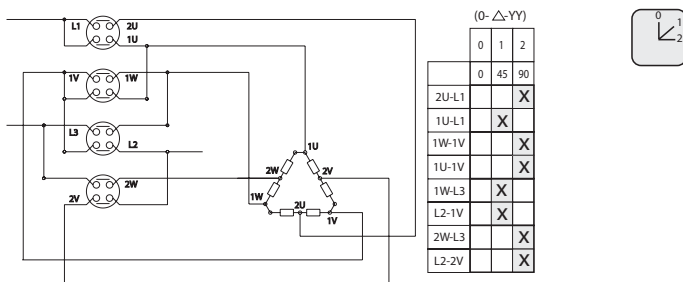 L1 2U
1U
1V 1W
L3
L2
2W
2V
1U
2W 2V
1W
2U
1V
(0-△-YY)
0 1 2
0 45 90
2U-L1 X
1U-L1 X
1W-1V X
1U-1V X
1W-L3 X
L2-1V X
2W-L3 X
L2-2V X
0
1
2